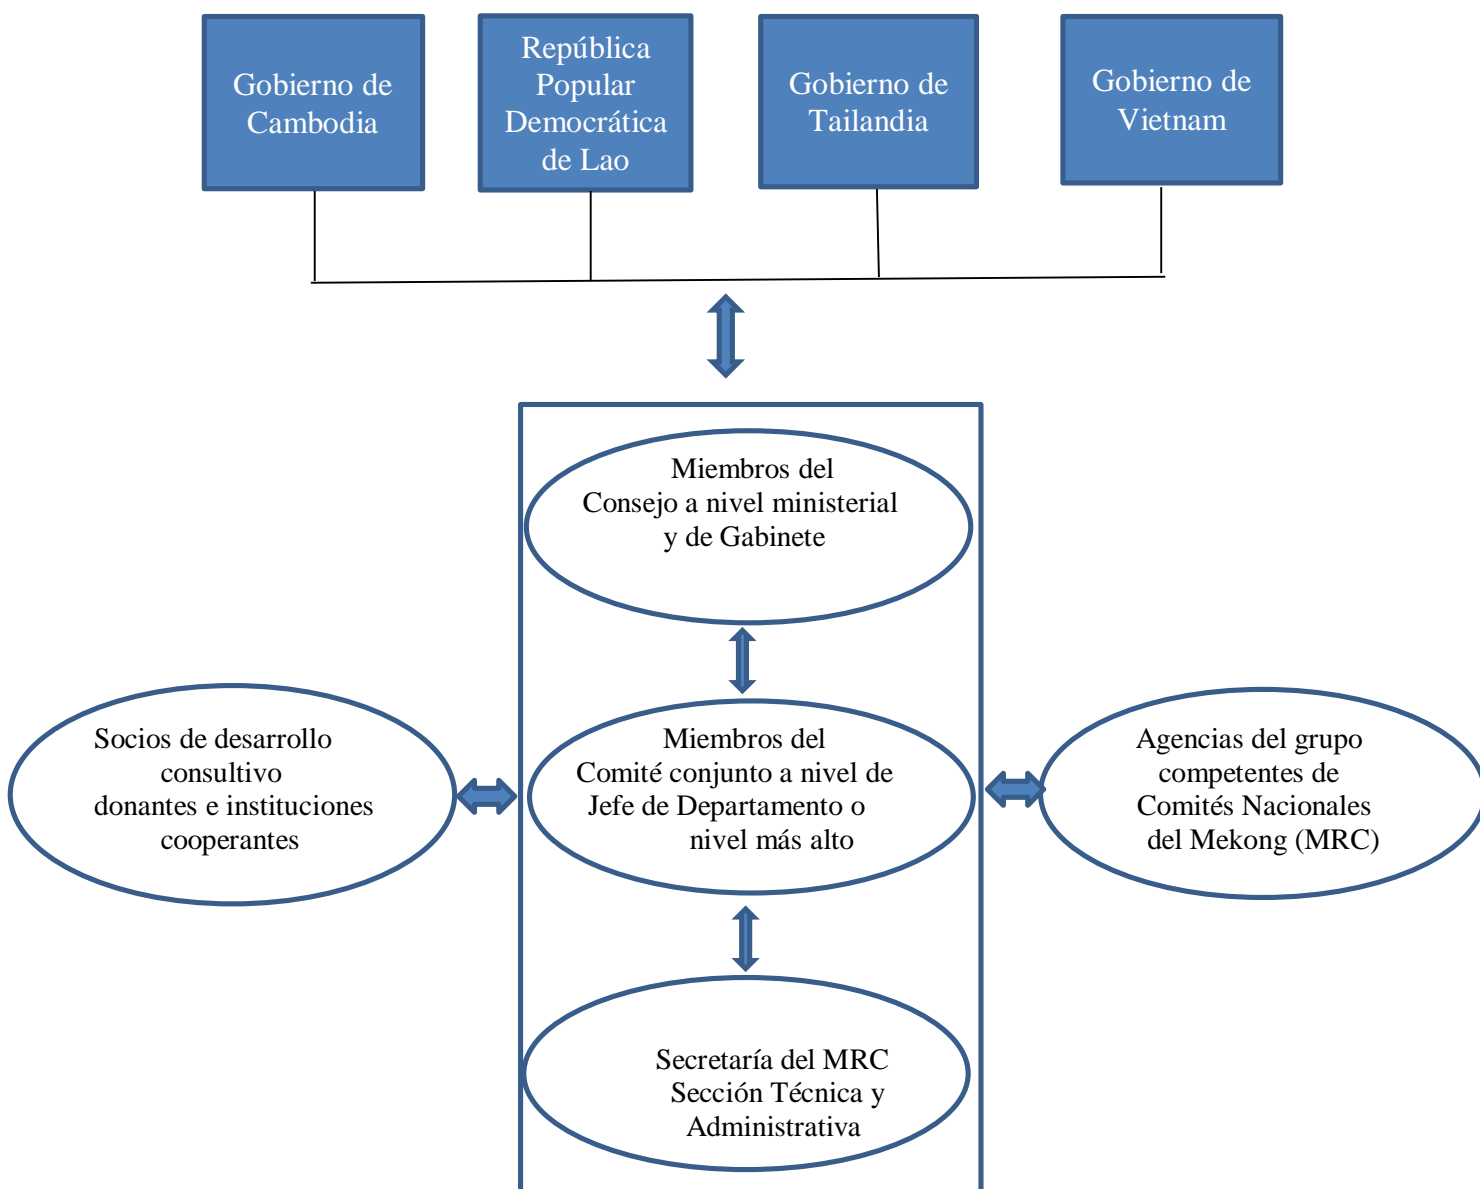 Gobierno de
Cambodia
República
Popular
Democrática
de Lao
Gobierno de
Tailandia
Gobierno de
Vietnam
Miembros del
Consejo a nivel ministerial
y de Gabinete
Socios de desarrollo
consultivo
donantes e instituciones
cooperantes
Miembros del
Comité conjunto a nivel de
Jefe de Departamento o
nivel más alto
Agencias del grupo
competentes de
Comités Nacionales
del Mekong (MRC)
Secretaría del MRC
Sección Técnica y
Administrativa